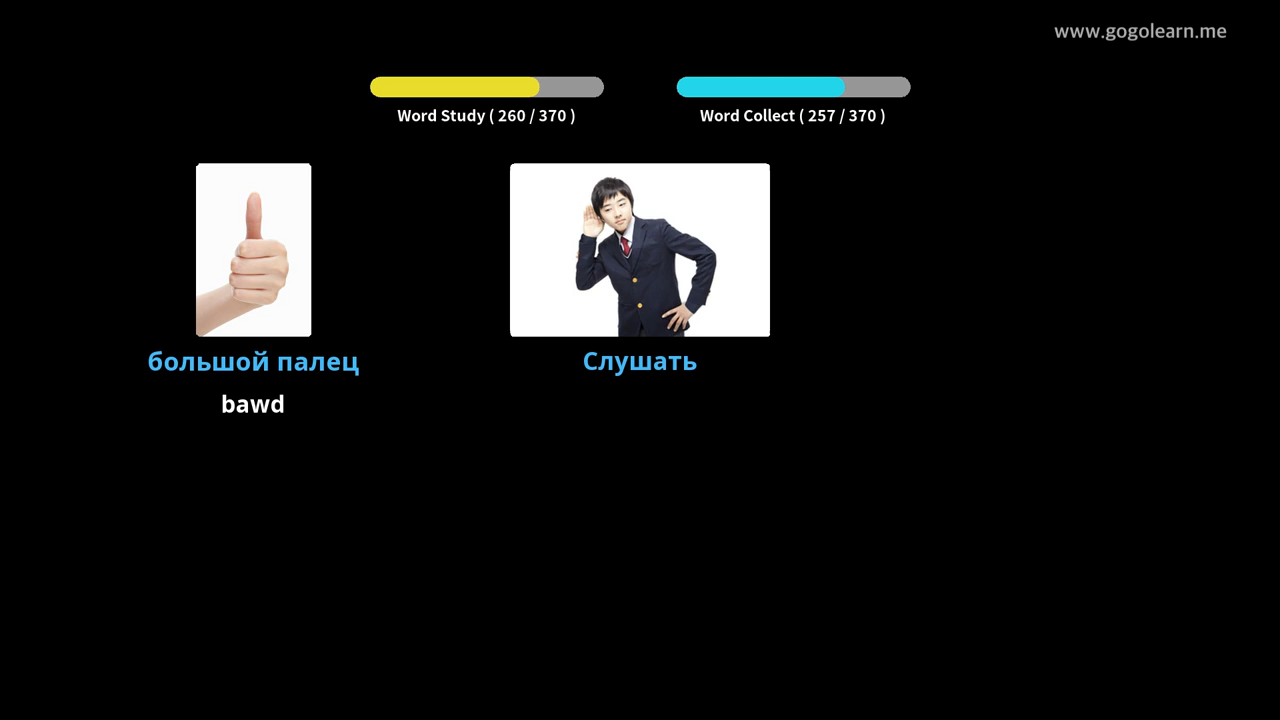 www.gogolearn.me
Word Study ( 260 / 370 )
Word Collect ( 257 / 370 )
большой палец
bawd
Слушать